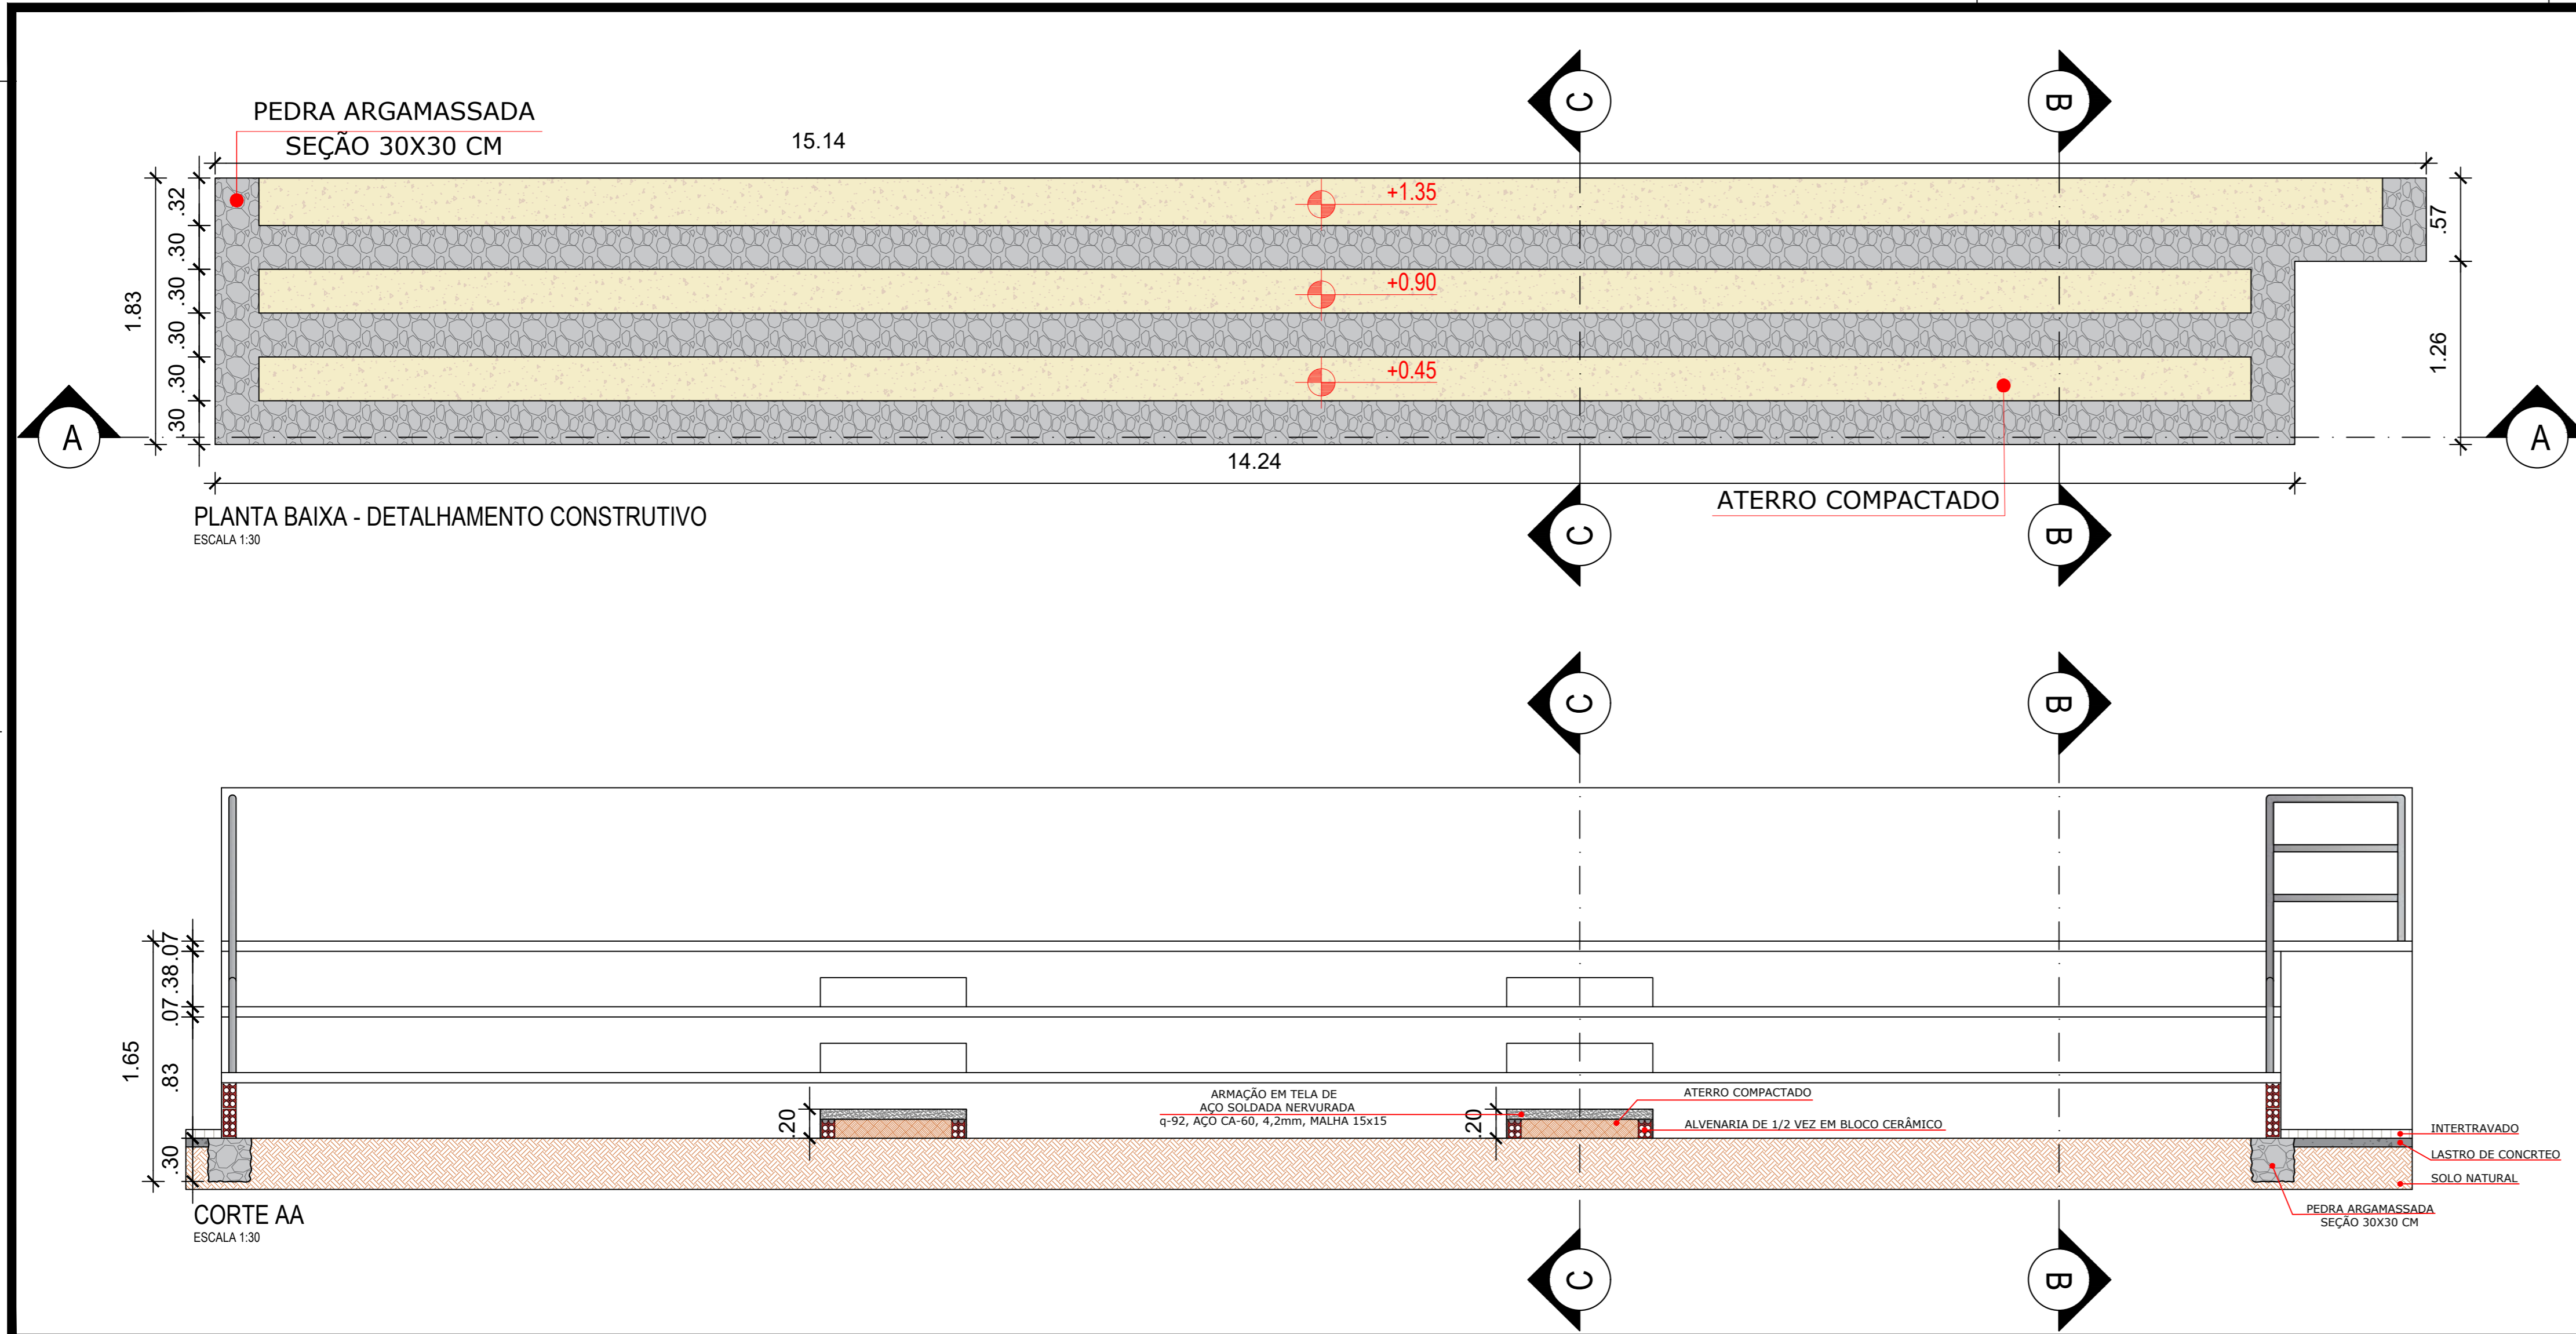 C
B
PEDRA ARGAMASSADA
SEÇÃO 30X30 CM
15.14
+1.35
+0.90
+0.45
.32
.30
.30
.30
.30
.30
1.83
.57
1.26
A
A
14.24
ATERRO COMPACTADO
PLANTA BAIXA - DETALHAMENTO CONSTRUTIVO
ESCALA 1:30
C
B
C
B
.07
.38
.07
.83
.30
1.65
.20
ARMAÇÃO EM TELA DE
AÇO SOLDADA NERVURADA
q-92, AÇO CA-60, 4,2mm, MALHA 15x15
.20
ATERRO COMPACTADO
ALVENARIA DE 1/2 VEZ EM BLOCO CERÂMICO
INTERTRAVADO
LASTRO DE CONCRTEO
SOLO NATURAL
PEDRA ARGAMASSADA
SEÇÃO 30X30 CM
CORTE AA
ESCALA 1:30
C
B